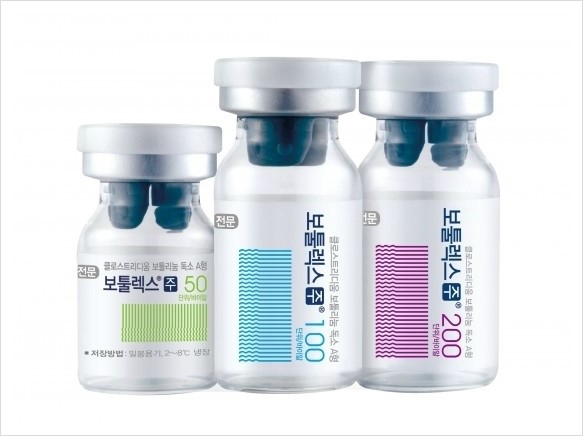 전문
클로스트리디움 보툴리눔 독소 A형
보툴렉스® 주 50
단위/바이알
* 저장방법 : 밀봉용기, 2~8℃ 냉장
전문
클로스트리디움 보툴리눔 독소 A형
보툴렉스 주® 100
단위/바이알
전문
클로스트리디움 보툴리눔 독소 A형
보툴렉스 주® 200
단위/바이알